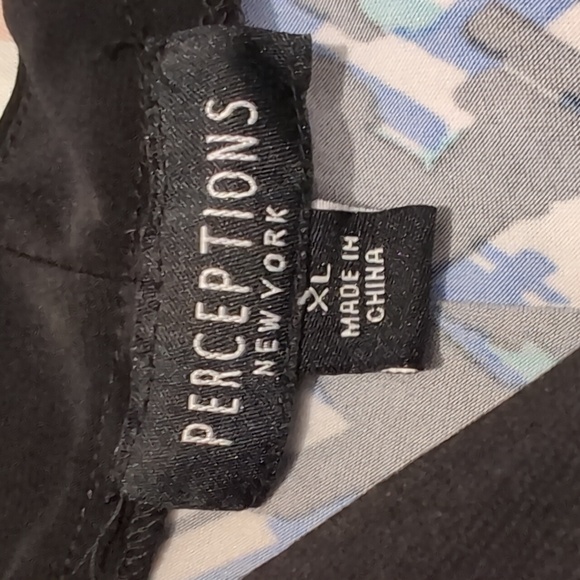 PERCEPTIONS
NEW YORK
XL
MADE IN
CHINA